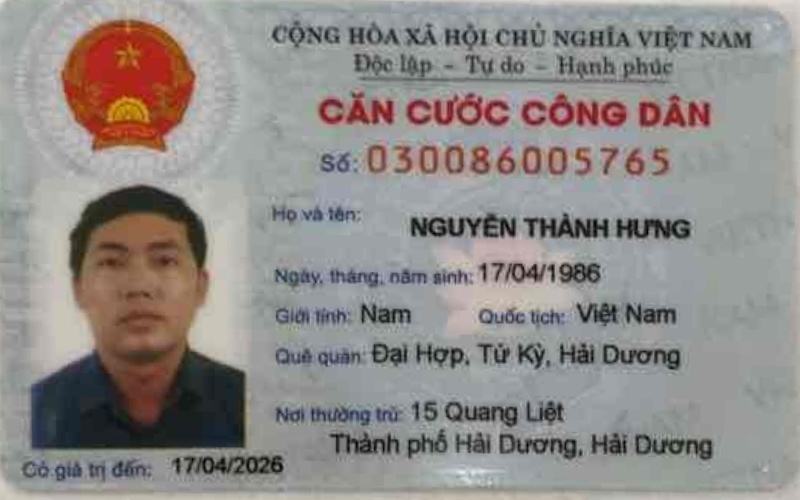 CỘNG HÒA XÃ HỘI CHỦ NGHĨA VIỆT NAM
Độc lập - Tự do - Hạnh phúc
CĂN CƯỚC CÔNG DÂN
Số: 030086005765
Họ và tên: NGUYỄN THÀNH HƯNG
Ngày, tháng, năm sinh: 17/04/1986
Giới tính: Nam Quốc tịch: Việt Nam
Quê quán: Đại Hợp, Tứ Kỳ, Hải Dương
Nơi thường trú: 15 Quang Liệt
Thành phố Hải Dương, Hải Dương
Có giá trị đến: 17/04/2026